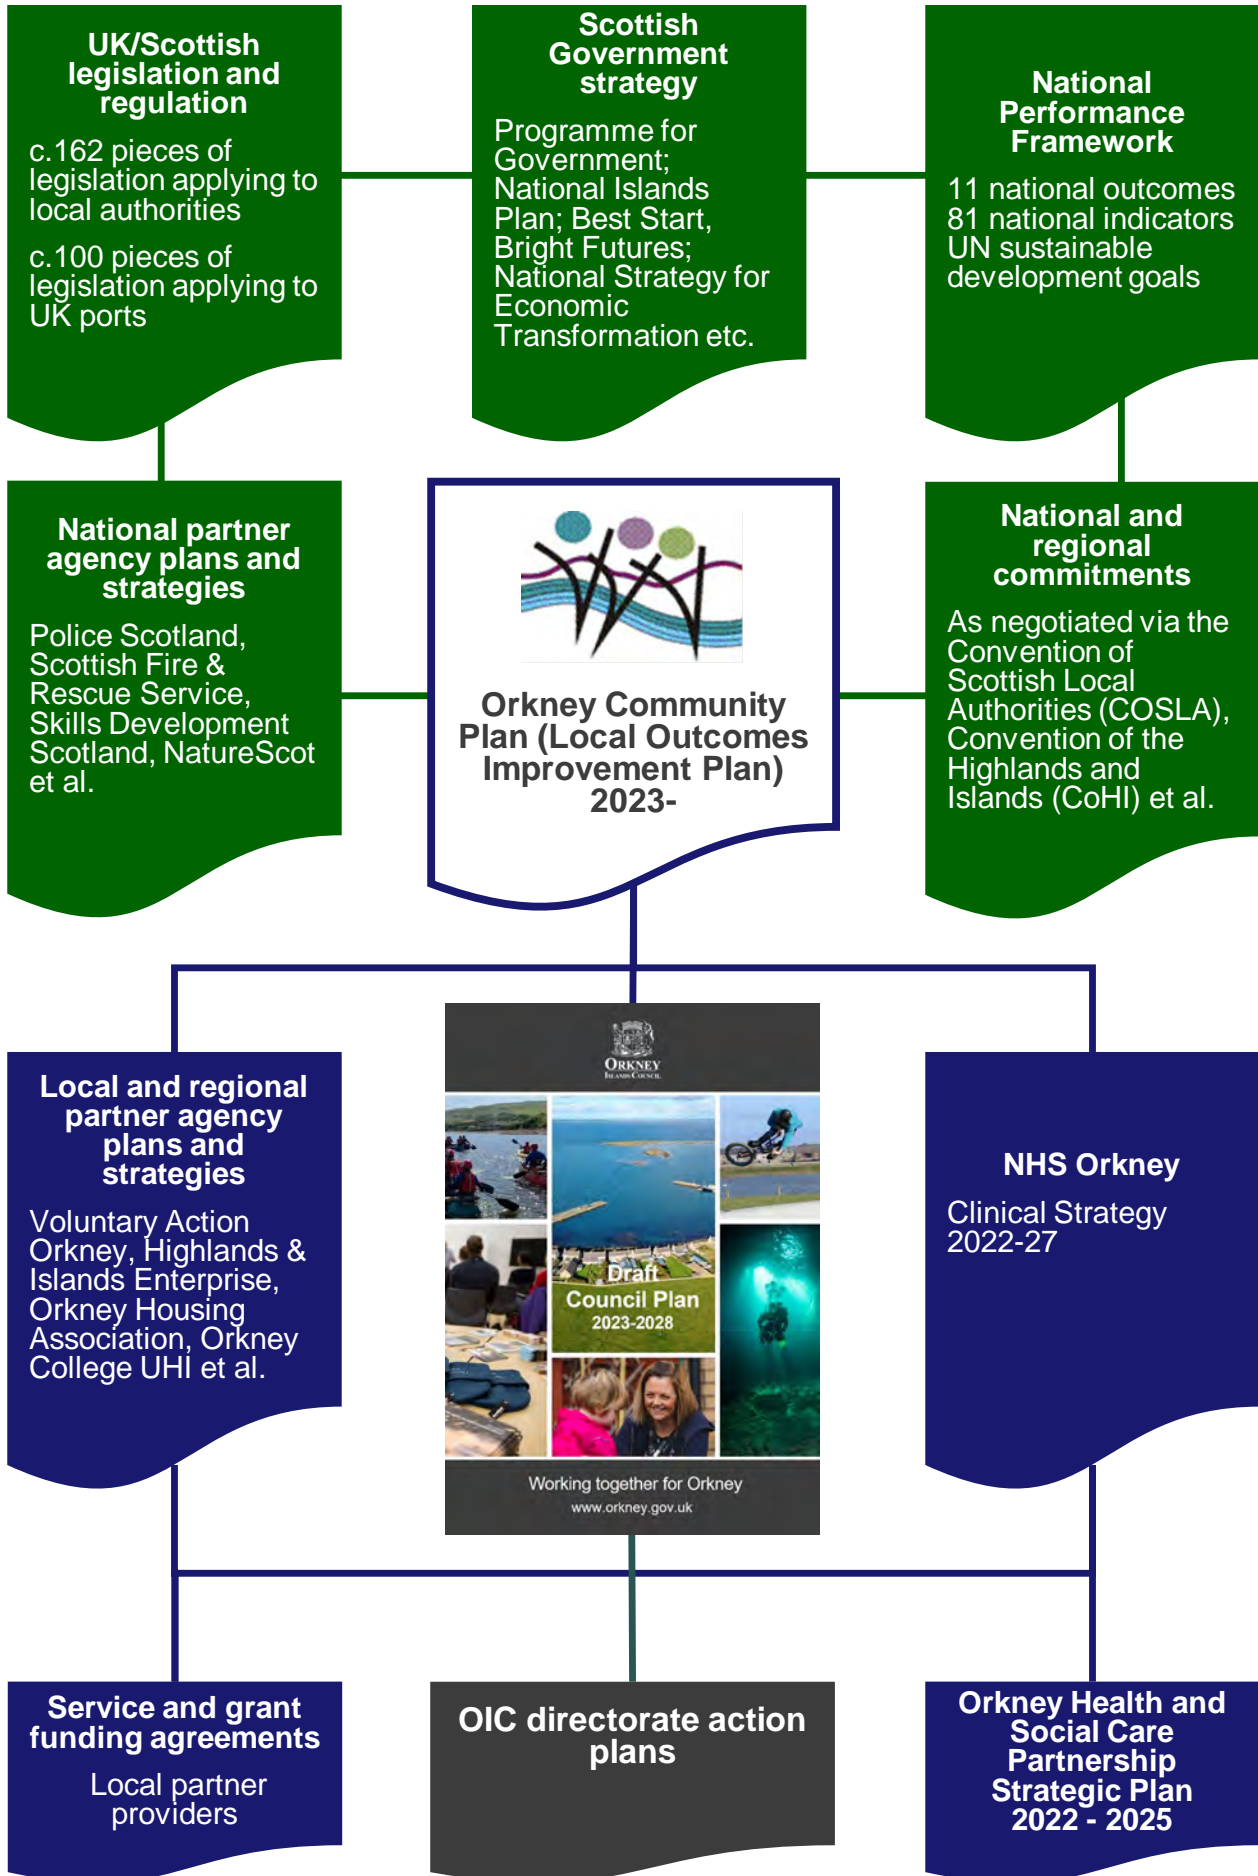 UK/Scottish
legislation and
regulation
c.162 pieces of
legislation applying to
local authorities
c.100 pieces of
legislation applying to
UK ports
Scottish
Government
strategy
Programme for
Government;
National Islands
Plan; Best Start,
Bright Futures;
National Strategy for
Economic
Transformation etc.
National
Performance
Framework
11 national outcomes
81 national indicators
UN sustainable
development goals
National partner
agency plans and
strategies
Police Scotland,
Scottish Fire &
Rescue Service,
Skills Development
Scotland, NatureScot
et al.
Orkney Community
Plan (Local Outcomes
Improvement Plan)
2023-
National and
regional
commitments
As negotiated via the
Convention of
Scottish Local
Authorities (COSLA),
Convention of the
Highlands and
Islands (CoHI) et al.
Local and regional
partner agency
plans and
strategies
Voluntary Action
Orkney, Highlands &
Islands Enterprise,
Orkney Housing
Association, Orkney
College UHI et al.
ORKNEY
ISLANDS COUNCIL
Draft
Council Plan
2023-2028
Working together for Orkney
www.orkney.gov.uk
NHS Orkney
Clinical Strategy
2022-27
Service and grant
funding agreements
Local partner
providers
OIC directorate action
plans
Orkney Health and
Social Care
Partnership
Strategic Plan
2022 - 2025